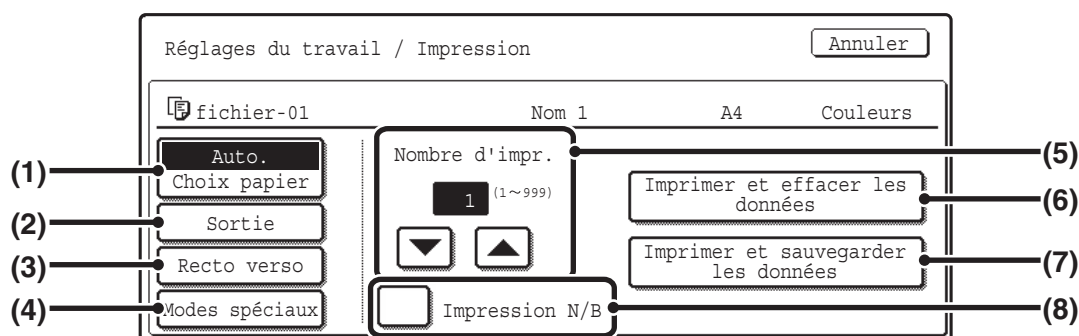 Réglages du travail / Impression
Annuler
fichier-01 Nom 1 A4 Couleurs
(1)
Auto.
Choix papier
(2)
Sortie
(3)
Recto verso
(4)
Modes spéciaux
Nombre d'impr.
1 (1～999)
Impression N/B
(5)
Imprimer et effacer les
données
(6)
Imprimer et sauvegarder
les données
(7)
(8)